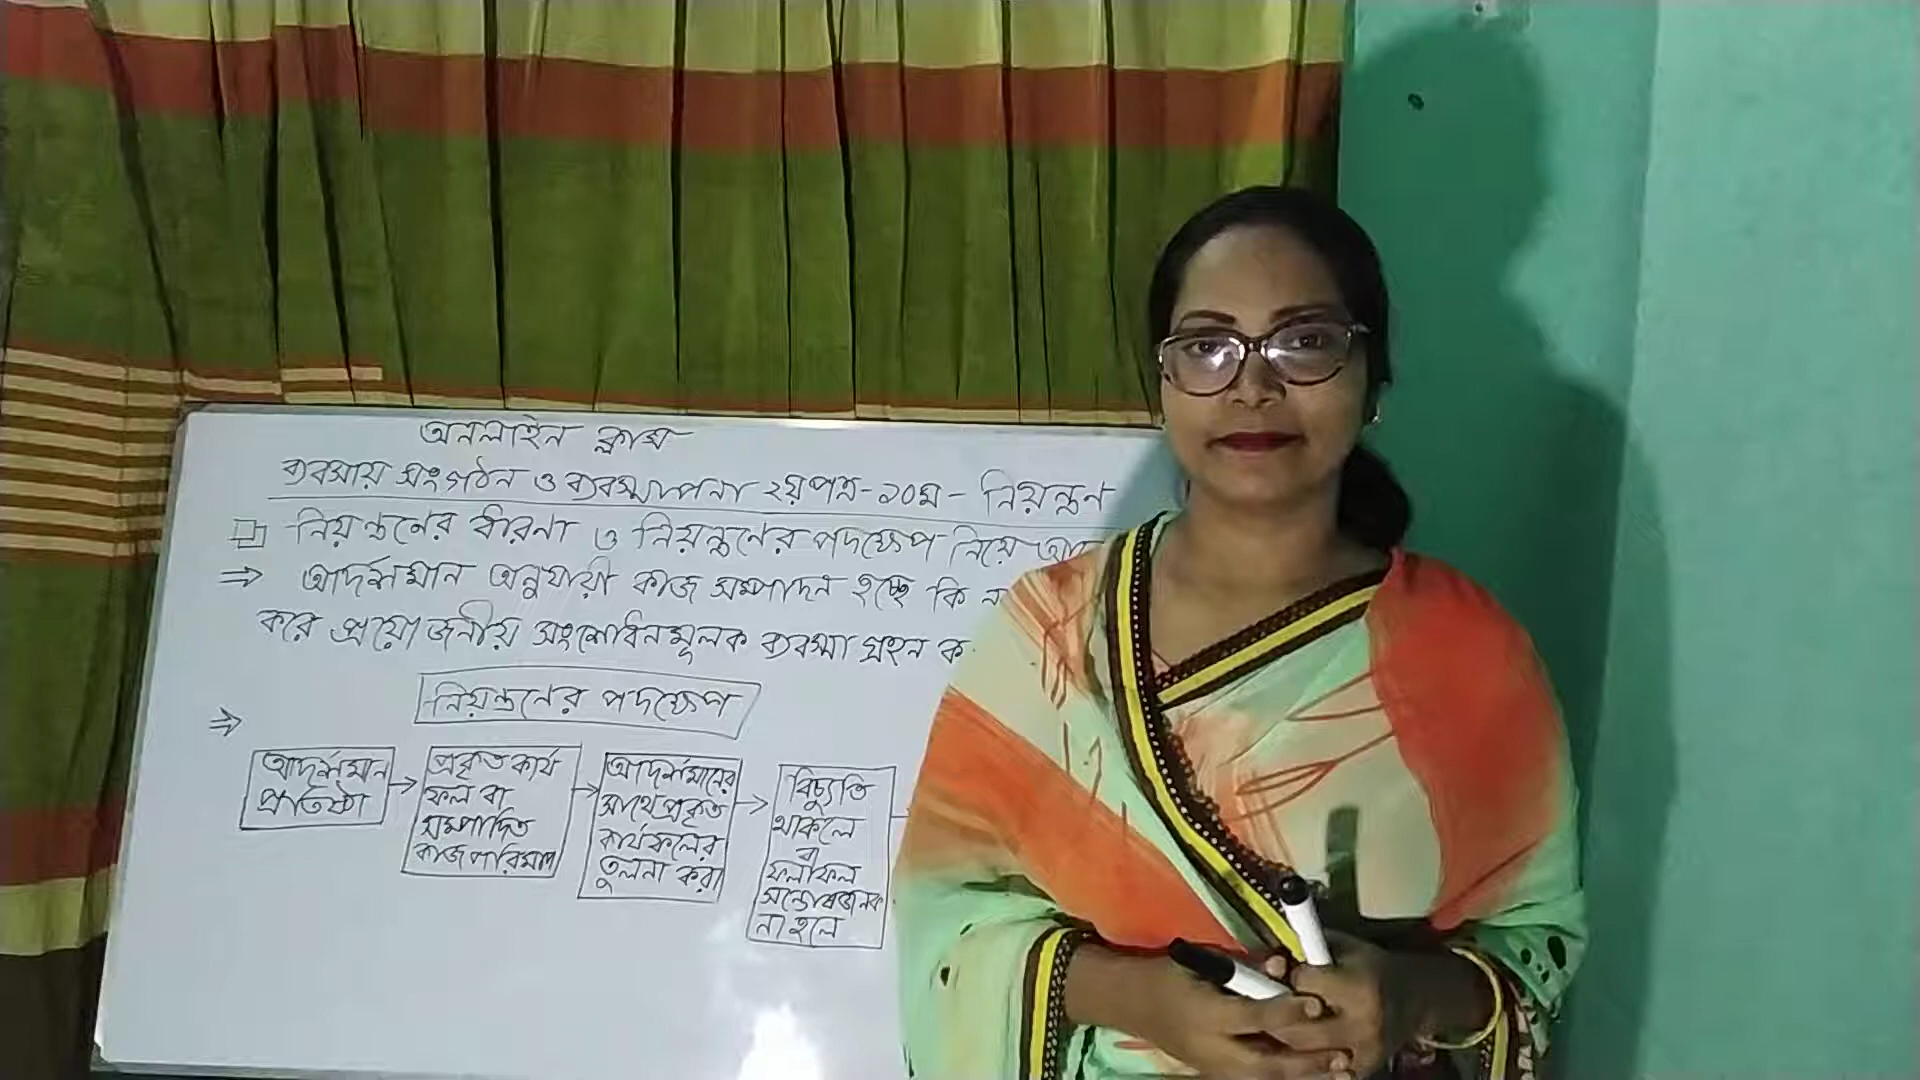 অনলাইন ক্লাস
ব্যবসায় সংগঠন ও ব্যবস্থাপনা ২য়পত্র-১০ম - নিয়ন্ত্রণ
নিয়ন্ত্রণের ধারনা ও নিয়ন্ত্রণের পদক্ষেপ নিয়ে
আদর্শমান অনুযায়ী কাজ সম্পাদন হচ্ছে কি
করে প্রয়োজনীয় সংশোধনমূলক ব্যবস্থা গ্রহন
নিয়ন্ত্রণের পদক্ষেপ
আদর্শমান
প্রতিষ্ঠা
প্রকৃত কার্য
ফল বা
সম্পাদিত
কাজ পরিমাপ
আদর্শমানের
সাথে প্রকৃত
কার্যফলের
তুলনা করা
বিচ্যুতি
থাকলে
বা
ফলাফল
সন্তোষজনক
না হলে